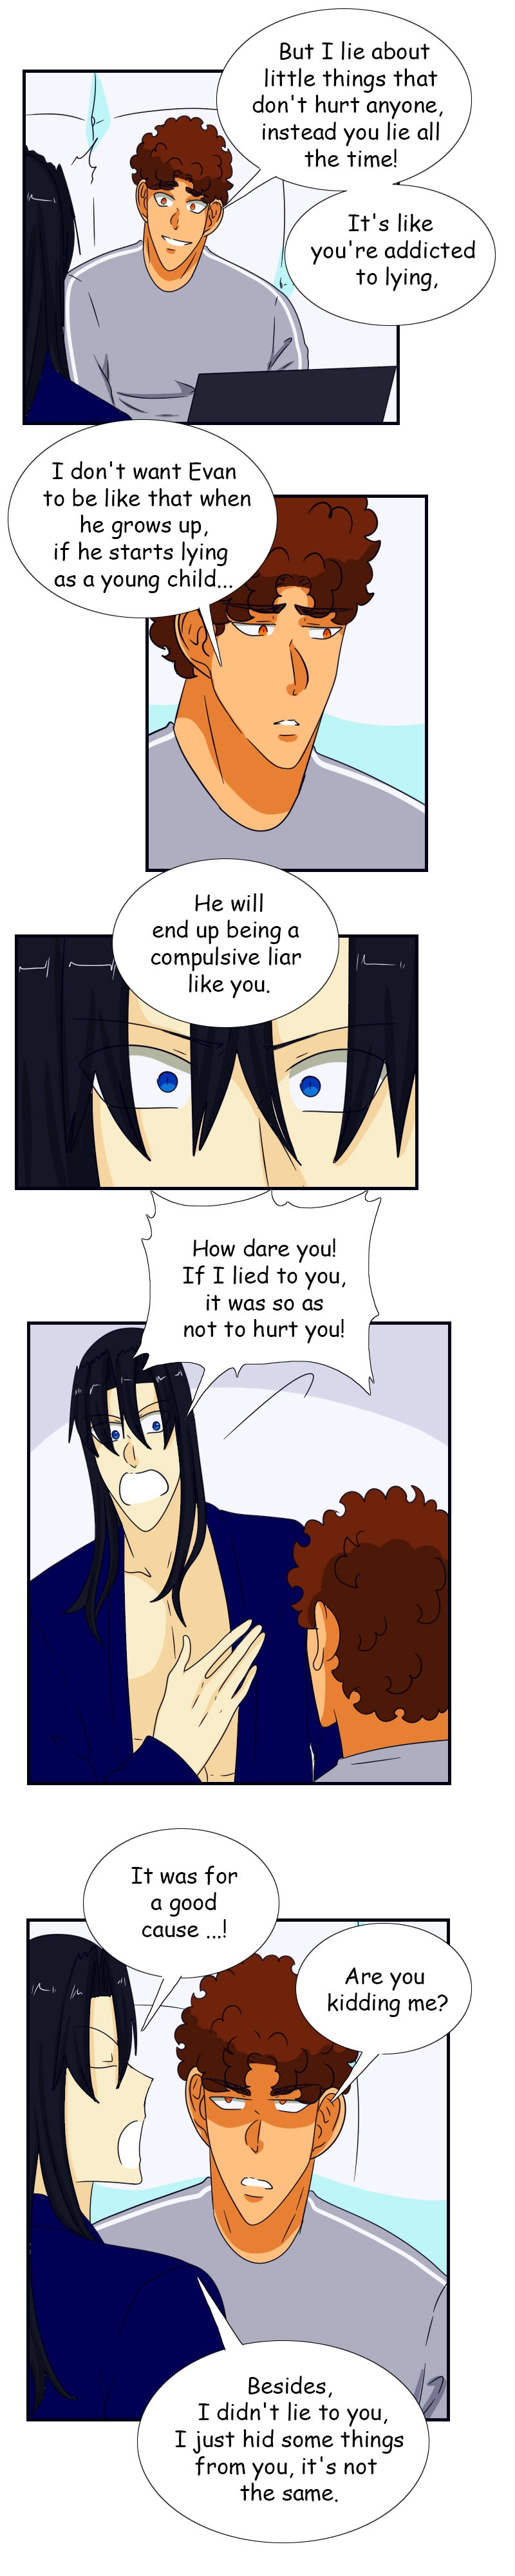 But I lie about
little things that
don't hurt anyone,
instead you lie all
the time!
It's like
you're addicted
to lying,
I don't want Evan
to be like that when
he grows up,
if he starts lying
as a young child...
He will
end up being a
compulsive liar
like you.
How dare you!
If I lied to you,
it was so as
not to hurt you!
It was for
a good
cause ...!
Are you
kidding me?
Besides,
I didn't lie to you,
I just hid some things
from you, it's not
the same.